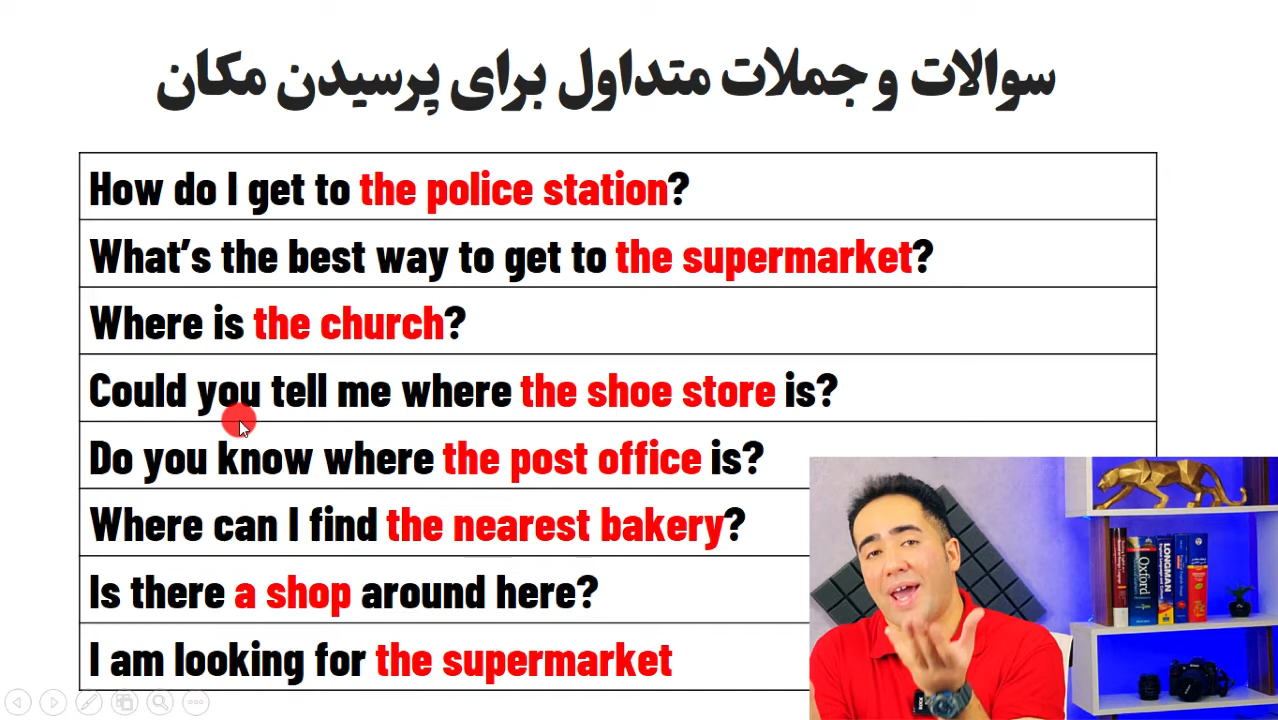 سوالات و جملات متداول برای پرسیدن مکان
How do I get to the police station?
What's the best way to get to the supermarket?
Where is the church?
Could you tell me where the shoe store is?
Do you know where the post office is?
Where can I find the nearest bakery?
Is there a shop around here?
I am looking for the supermarket
Oxford
LONGMAN